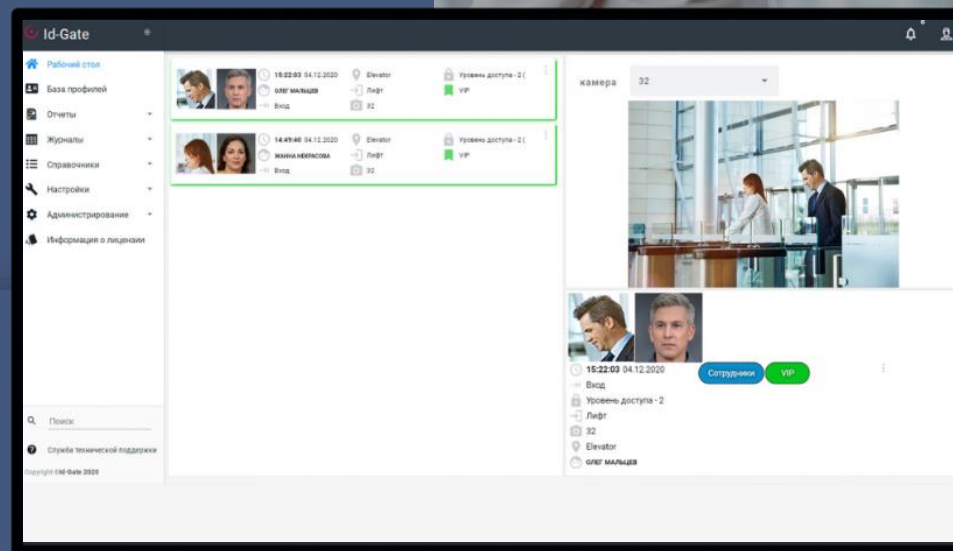 Id-Gate
Рабочий стол
База профилей
Отчеты
Журналы
Справочники
Настройки
Администрирование
Информация о лицензии
Поиск
Служба технической поддержки
Copyright ©Id-Gate 2020
15:22:03 04.12.2020 Elevator Уровень доступа - 2 (
ОЛЕГ МАЛЬЦЕВ Лифт VIP
Вход 32
14:49:40 04.12.2020 Elevator Уровень доступа - 2 (
ЖАННА НЕКРАСОВА Лифт VIP
Вход 32
камера 32
15:22:03 04.12.2020 Сотрудники VIP
Вход
Уровень доступа - 2
Лифт
32
Elevator
ОЛЕГ МАЛЬЦЕВ